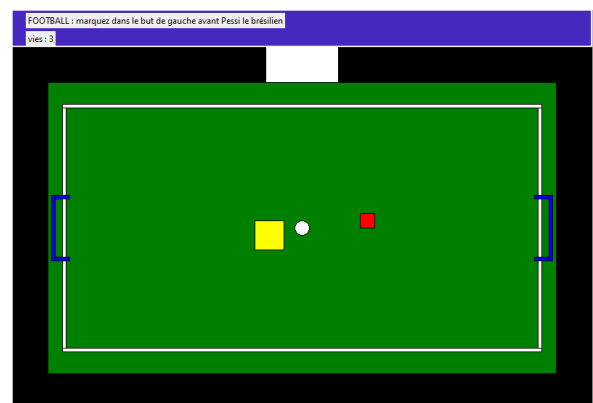 FOOTBALL : marquez dans le but de gauche avant Pessi le brésilien
vies : 3